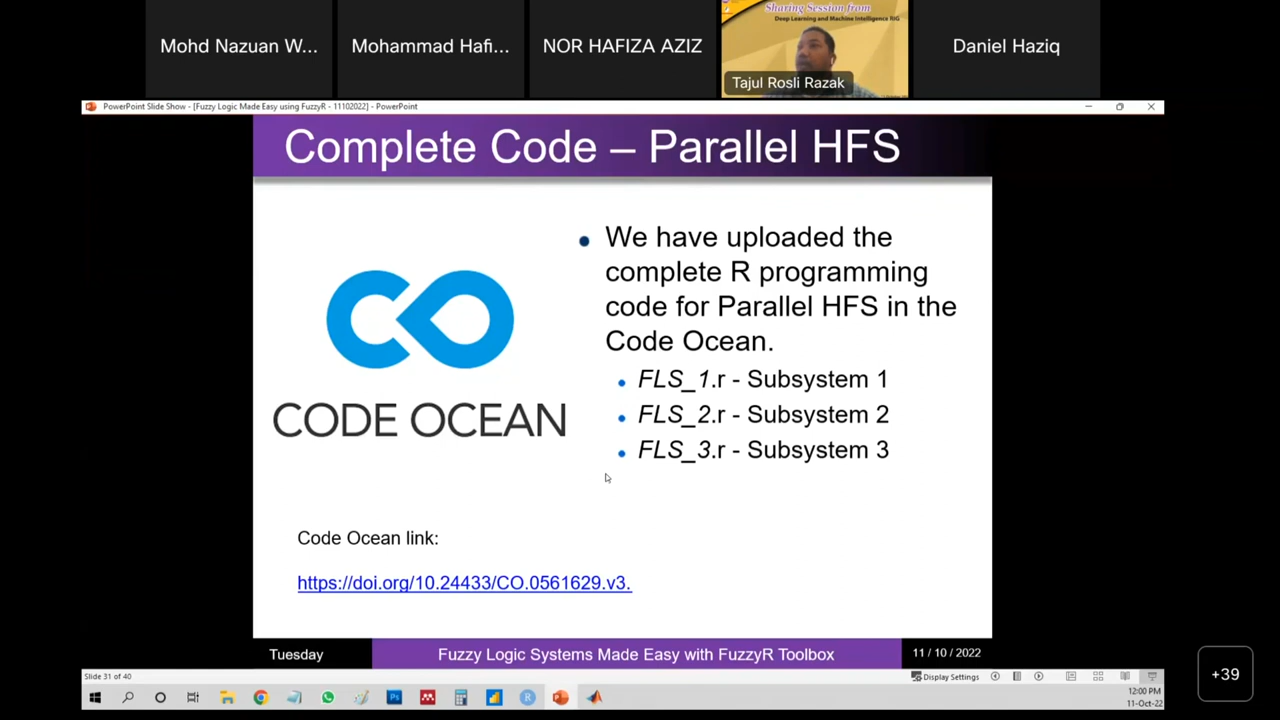 Mohd Nazuan W...
Mohammad Hafi...
NOR HAFIZA AZIZ
Sharing Session from
Deep Learning and Machine Intelligence RIG
Tajul Rosli Razak
Daniel Haziq
PowerPoint Slide Show - [Fuzzy Logic Made Easy using FuzzyR - 11102022] - PowerPoint
Complete Code – Parallel HFS
We have uploaded the
complete R programming
code for Parallel HFS in the
Code Ocean.
FLS_1.r - Subsystem 1
FLS_2.r - Subsystem 2
FLS_3.r - Subsystem 3
CODE OCEAN
Code Ocean link:
https://doi.org/10.24433/CO.0561629.v3.
Tuesday
Fuzzy Logic Systems Made Easy with FuzzyR Toolbox
11 / 10 / 2022
Slide 31 of 40
Display Settings
12:00 PM
11-Oct-22
+39